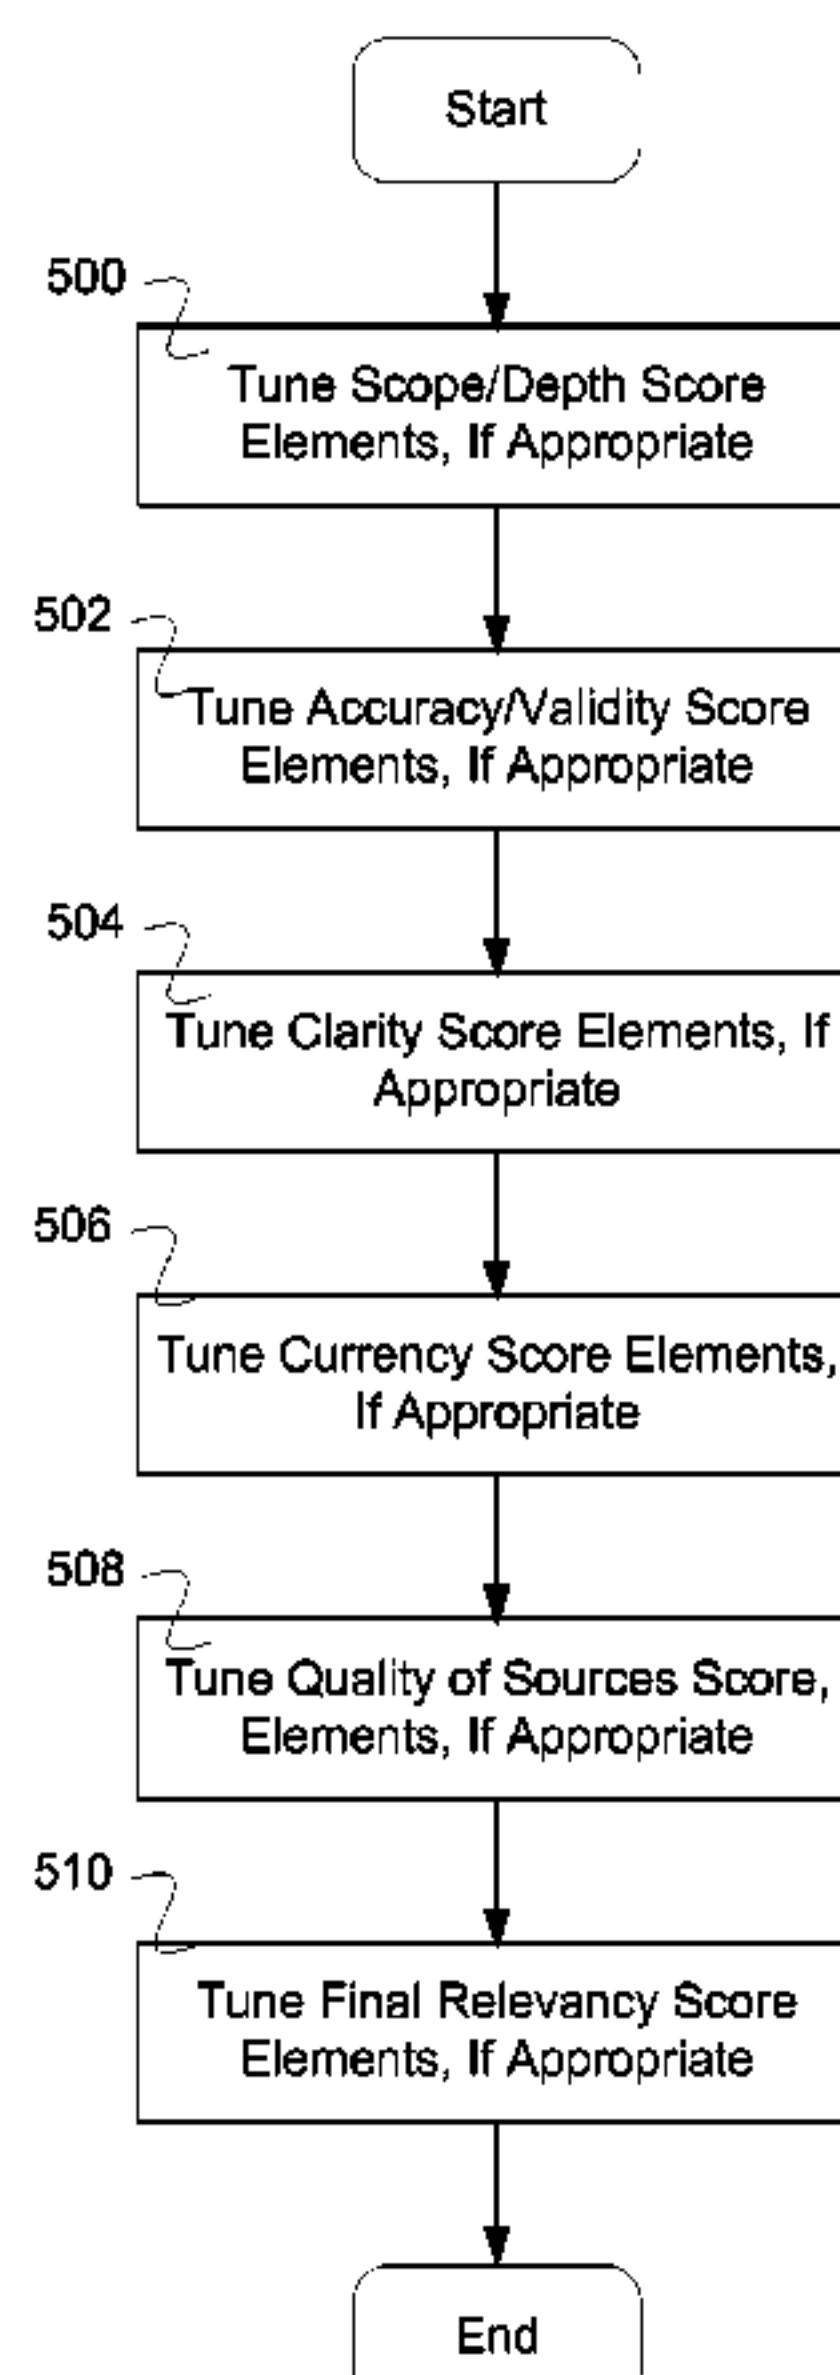 Start
500
Tune Scope/Depth Score
Elements, If Appropriate
502
Tune Accuracy/Validity Score
Elements, If Appropriate
504
Tune Clarity Score Elements, If
Appropriate
506
Tune Currency Score Elements,
If Appropriate
508
Tune Quality of Sources Score,
Elements, If Appropriate
510
Tune Final Relevancy Score
Elements, If Appropriate
End